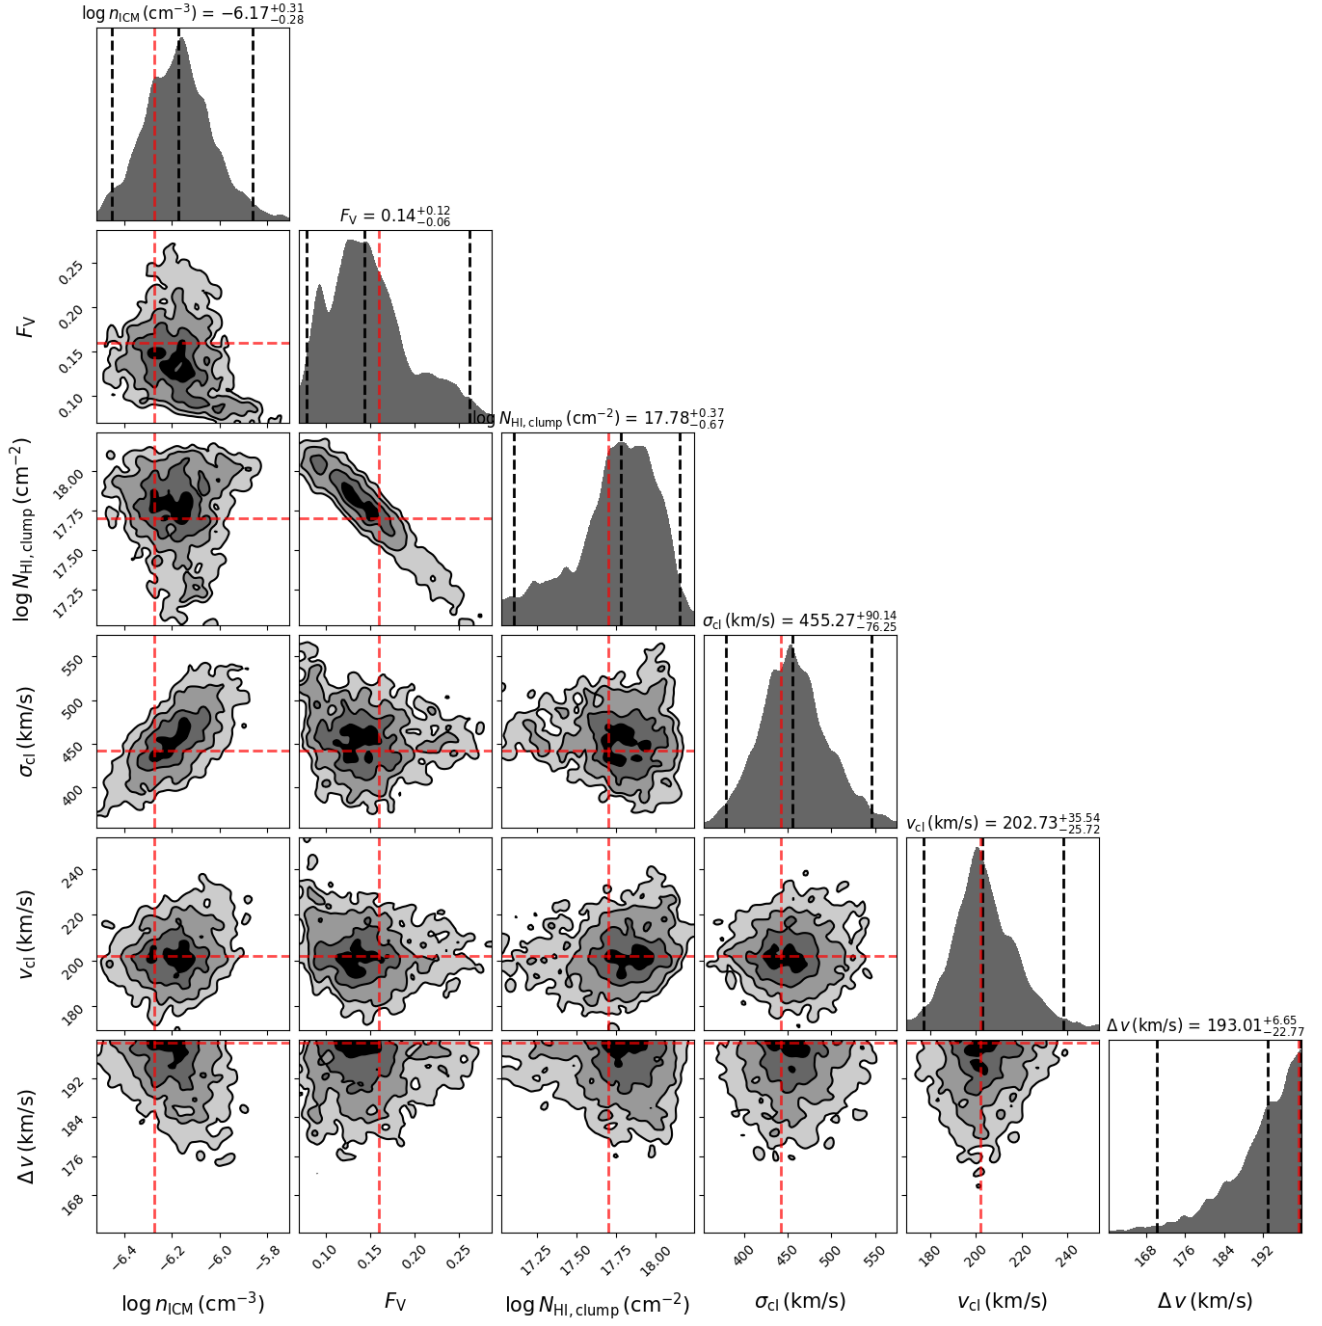 log n_ICM (cm⁻³) = −6.17 +0.31 −0.28
F_V = 0.14 +0.12 −0.06
0.25
0.20
0.15
0.10
F_V
og N_HI, clump (cm⁻²) = 17.78 +0.37 −0.67
18.00
17.75
17.50
17.25
log N_HI, clump (cm⁻²)
σ_cl (km/s) = 455.27 +90.14 −76.25
550
500
450
400
σ_cl (km/s)
v_cl (km/s) = 202.73 +35.54 −25.72
240
220
200
180
v_cl (km/s)
Δ v (km/s) = 193.01 +6.65 −22.77
192
184
176
168
Δ v (km/s)
−6.4 −6.2 −6.0 −5.8 0.10 0.15 0.20 0.25 17.25 17.50 17.75 18.00 400 450 500 550 180 200 220 240 168 176 184 192
log n_ICM (cm⁻³) F_V log N_HI, clump (cm⁻²) σ_cl (km/s) v_cl (km/s) Δ v (km/s)